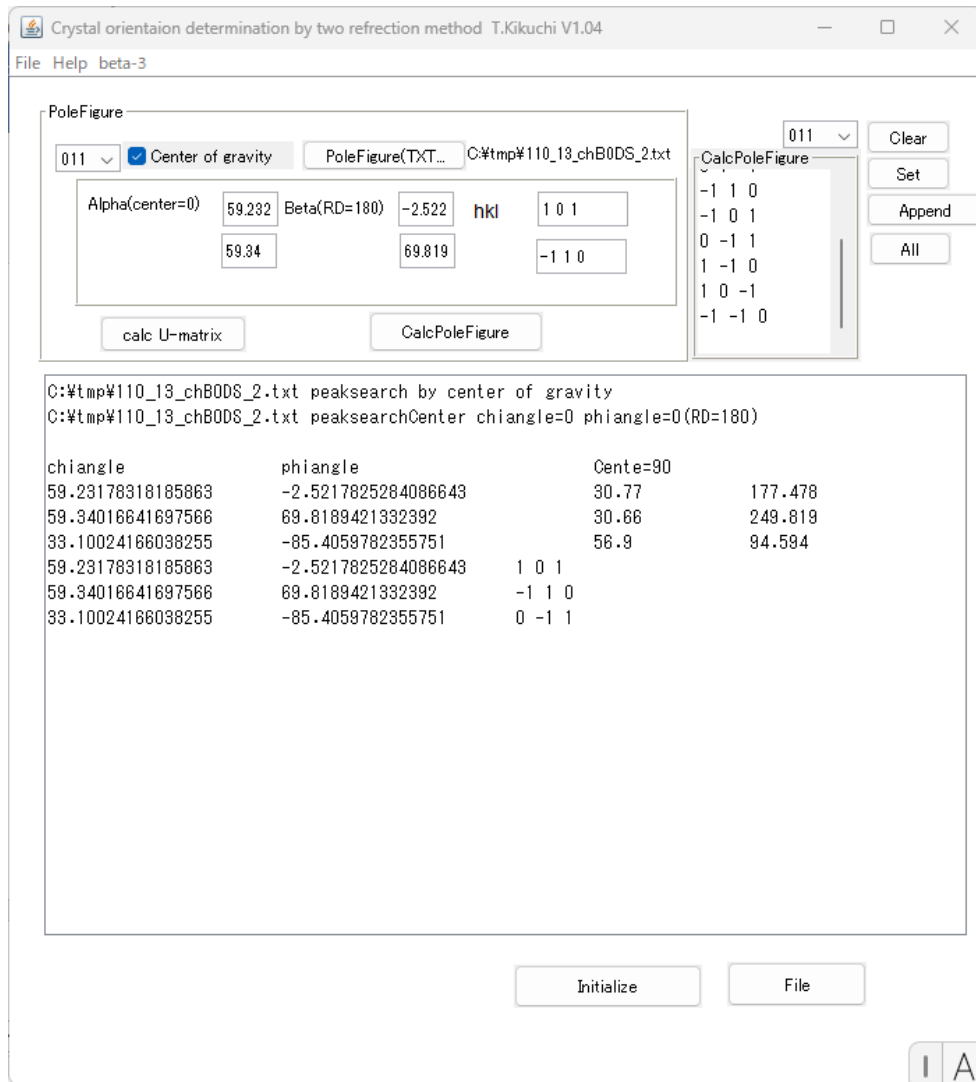 Crystal orientaion determination by two refrection method T.Kikuchi V1.04
File Help beta-3
PoleFigure
011 Center of gravity PoleFigure(TXT... C:¥tmp¥110_13_chBODS_2.txt
Alpha(center=0) 59.232 Beta(RD=180) -2.522 hkl 1 0 1
59.34 69.819 -1 1 0
calc U-matrix CalcPoleFigure
011
CalcPoleFigure
-1 1 0
-1 0 1
0 -1 1
1 -1 0
1 0 -1
-1 -1 0
Clear
Set
Append
All
C:¥tmp¥110_13_chBODS_2.txt peaksearch by center of gravity
C:¥tmp¥110_13_chBODS_2.txt peaksearchCenter chiangle=0 phiangle=0(RD=180)
chiangle phiangle Cente=90
59.23178318185863 -2.5217825284086643 30.77 177.478
59.34016641697566 69.8189421332392 30.66 249.819
33.10024166038255 -85.4059782355751 56.9 94.594
59.23178318185863 -2.5217825284086643 1 0 1
59.34016641697566 69.8189421332392 -1 1 0
33.10024166038255 -85.4059782355751 0 -1 1
Initialize File
A